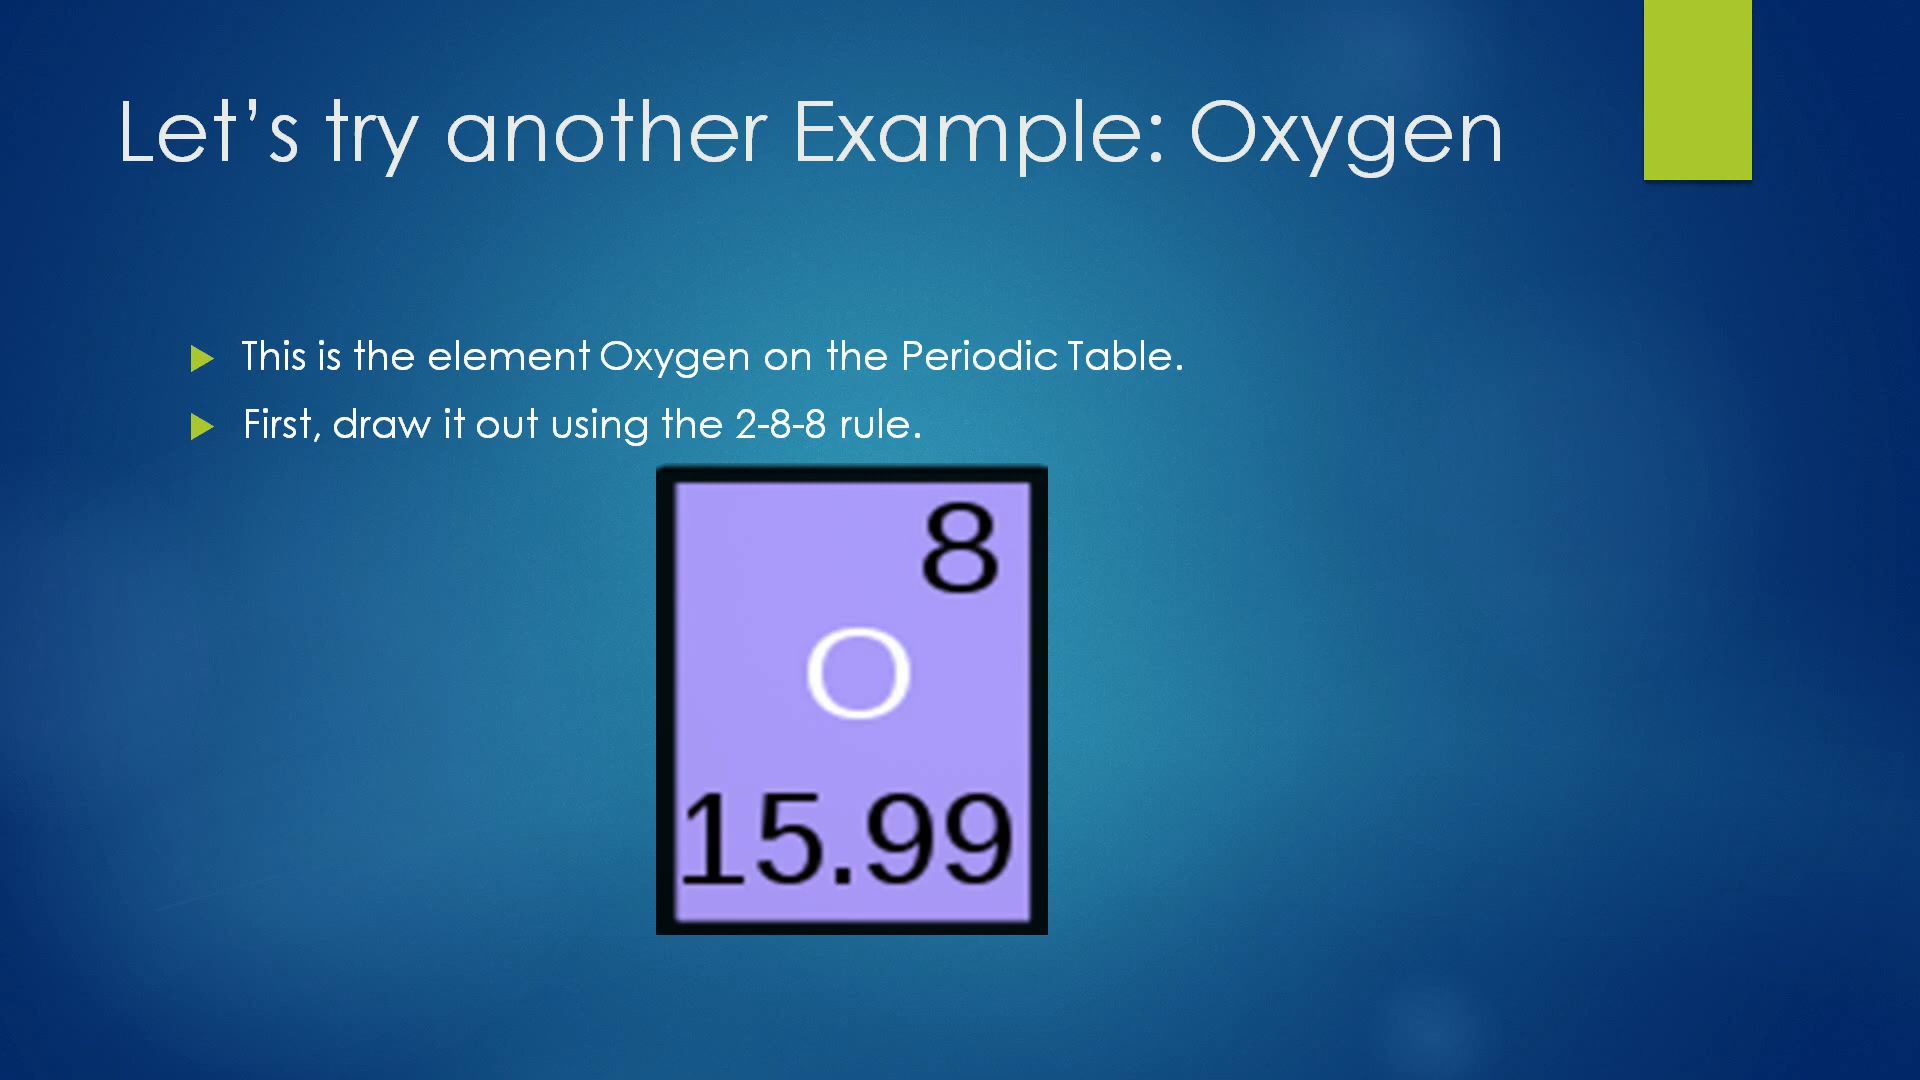 Let’s try another Example: Oxygen
This is the element Oxygen on the Periodic Table.
First, draw it out using the 2-8-8 rule.
8
O
15.99